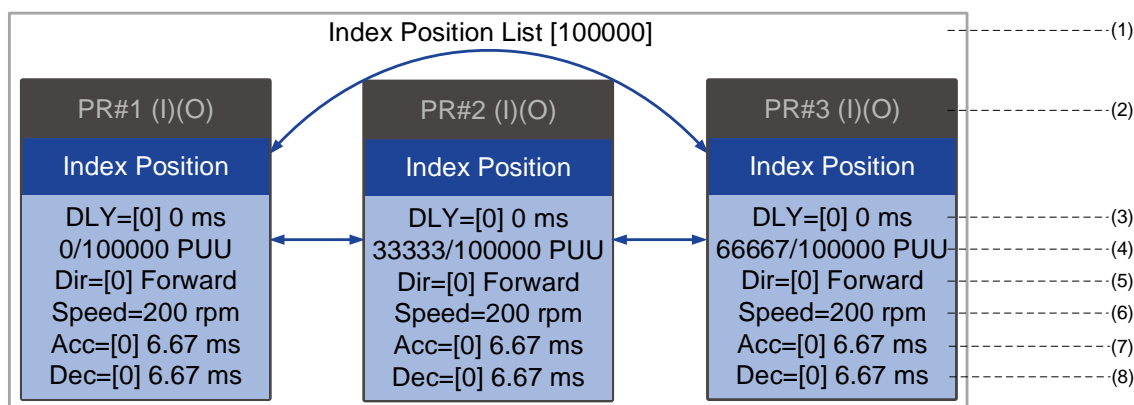 Index Position List [100000]
(1)
PR#1 (I)(O)
Index Position
DLY=[0] 0 ms
0/100000 PUU
Dir=[0] Forward
Speed=200 rpm
Acc=[0] 6.67 ms
Dec=[0] 6.67 ms
PR#2 (I)(O)
Index Position
DLY=[0] 0 ms
33333/100000 PUU
Dir=[0] Forward
Speed=200 rpm
Acc=[0] 6.67 ms
Dec=[0] 6.67 ms
PR#3 (I)(O)
Index Position
DLY=[0] 0 ms
66667/100000 PUU
Dir=[0] Forward
Speed=200 rpm
Acc=[0] 6.67 ms
Dec=[0] 6.67 ms
(2)
(3)
(4)
(5)
(6)
(7)
(8)